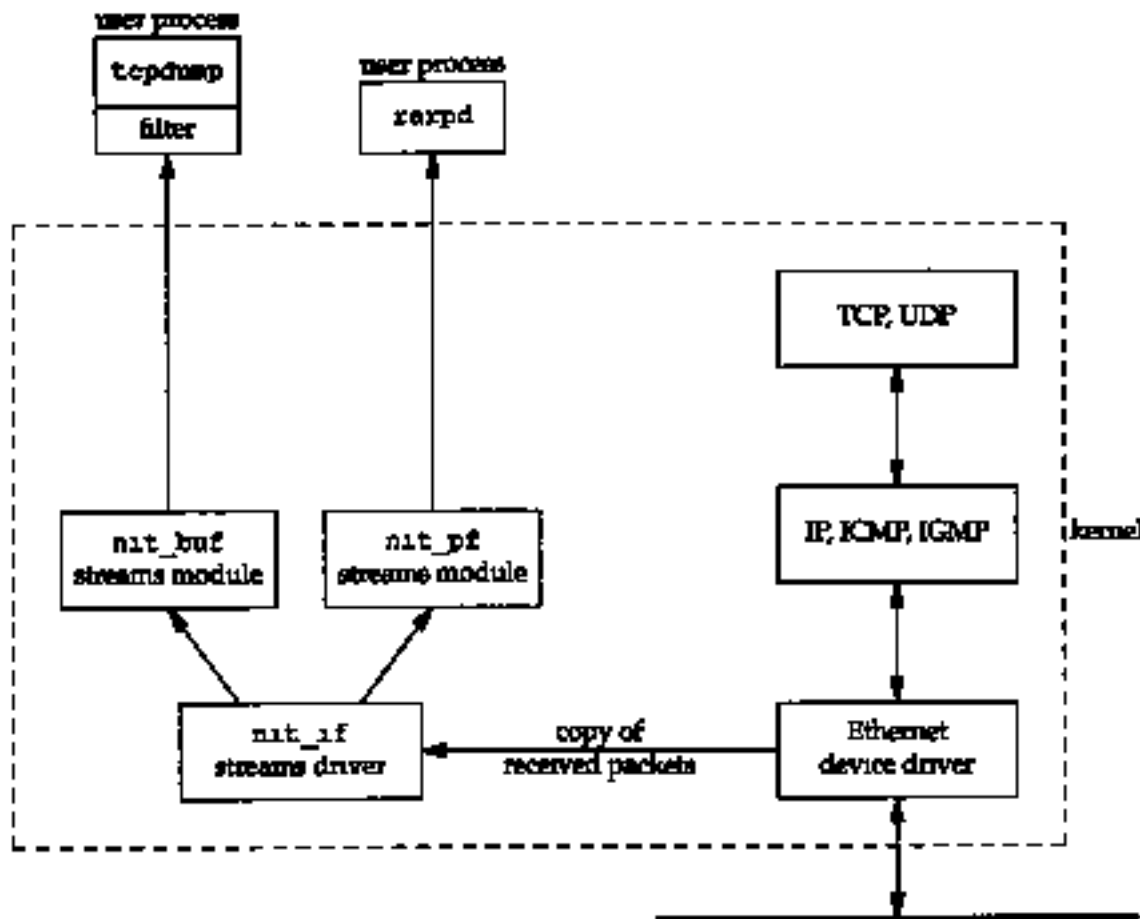 user process
tcpdump
filter
user process
rarpd
TCP, UDP
nit_buf
streams module
nit_pf
streams module
IP, ICMP, IGMP
kernel
nit_if
streams driver
copy of
received packets
Ethernet
device driver